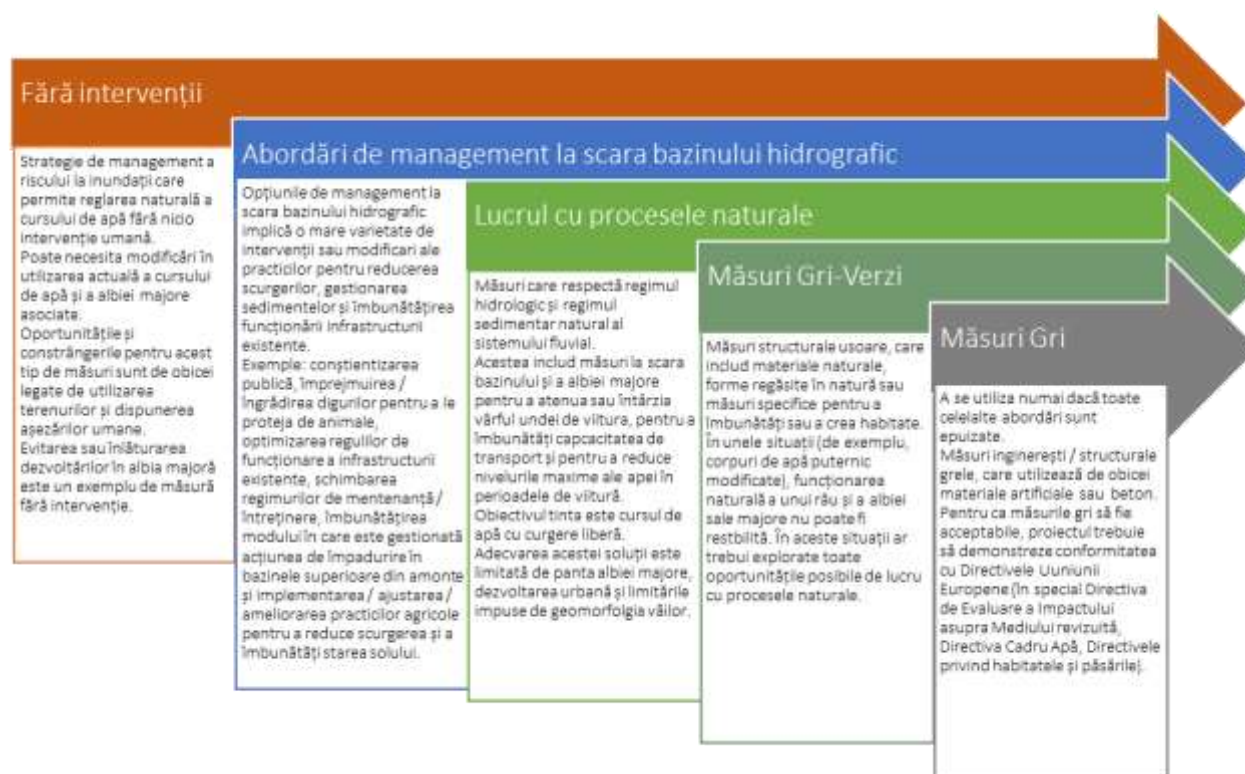 Fără intervenții
Strategie de management a
riscului la inundații care
permite reglarea naturală a
cursului de apă fără nicio
intervenție umană.
Poate necesita modificări în
utilizarea actuală a cursului
de apă și a albiei majore
asociate.
Oportunitățile și
constrângerile pentru acest
tip de măsuri sunt de obicei
legate de utilizarea
terenurilor și dispunerea
așezărilor umane.
Evitarea sau înlăturarea
dezvoltărilor în albia majoră
este un exemplu de măsură
fără intervenție.
Abordări de management la scara bazinului hidrografic
Opțiunile de management la
scara bazinului hidrografic
implică o mare varietate de
intervenții sau modificari ale
practicilor pentru reducerea
scurgerilor, gestionarea
sedimentelor și îmbunătățirea
funcționării infrastructurii
existente.
Exemple: conștientizarea
publică, împrejmuirea /
îngrădirea digurilor pentru a le
proteja de animale,
optimizarea regulilor de
funcționare a infrastructurii
existente, schimbarea
regimurilor de mentenanță /
întreținere, îmbunătățirea
modului în care este gestionată
acțiunea de împadurire în
bazinele superioare din amonte
și implementarea / ajustarea /
ameliorarea practicilor agricole
pentru a reduce scurgerea și a
îmbunătăți starea solului.
Lucrul cu procesele naturale
Măsuri care respectă regimul
hidrologic și regimul
sedimentar natural al
sistemului fluvial.
Acestea includ măsuri la scara
bazinului și a albiei majore
pentru a atenua sau întârzia
vârful undei de viitura, pentru a
îmbunătăți capcacitatea de
transport și pentru a reduce
nivelurile maxime ale apei în
perioadele de viitură.
Obiectivul tinta este cursul de
apă cu curgere liberă.
Adecvarea acestei soluții este
limitată de panta albiei majore,
dezvoltarea urbană și limitările
impuse de geomorfolgia văilor.
Măsuri Gri-Verzi
Măsuri structurale usoare, care
includ materiale naturale,
forme regăsite în natură sau
măsuri specifice pentru a
îmbunătăți sau a crea habitate.
În unele situații (de exemplu,
corpuri de apă puternic
modificate), funcționarea
naturală a unui râu și a albiei
sale majore nu poate fi
restbilită. În aceste situații ar
trebui explorate toate
oportunitățile posibile de lucru
cu procesele naturale.
Măsuri Gri
A se utiliza numai dacă toate
celelalte abordări sunt
epuizate.
Măsuri inginerești / structurale
grele, care utilizează de obicei
materiale artificiale sau beton.
Pentru ca măsurile gri să fie
acceptabile, proiectul trebuie
să demonstreze conformitatea
cu Directivele Uuniunii
Europene (în special Directiva
de Evaluare a Impactului
asupra Mediului revizuită,
Directiva Cadru Apă, Directivele
privind habitatele și păsările).